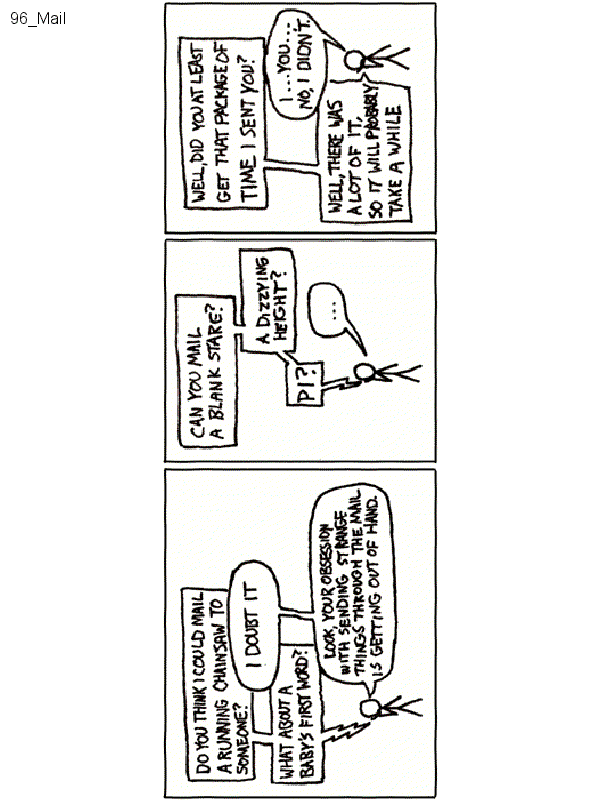 96_Mail
DO YOU THINK I COULD MAIL
A RUNNING CHAINSAW TO
SOMEONE?
I DOUBT IT
WHAT ABOUT A
BABY'S FIRST WORD?
LOOK, YOUR OBSESSION
WITH SENDING STRANGE
THINGS THROUGH THE MAIL
IS GETTING OUT OF HAND.
CAN YOU MAIL
A BLANK STARE?
A DIZZYING
HEIGHT?
PI?
...
WELL, DID YOU AT LEAST
GET THAT PACKAGE OF
TIME I SENT YOU?
I ... YOU ...
NO, I DIDN'T.
WELL, THERE WAS
A LOT OF IT,
SO IT WILL PROBABLY
TAKE A WHILE